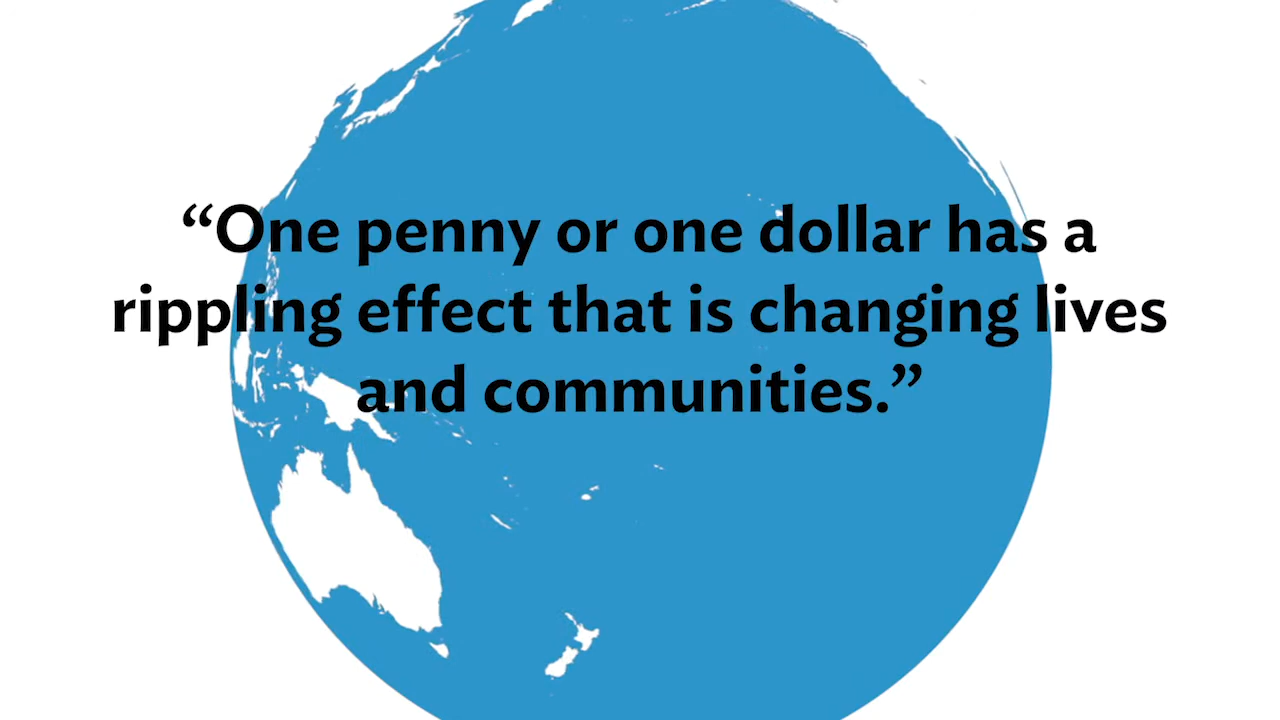 “One penny or one dollar has a
rippling effect that is changing lives
and communities.”